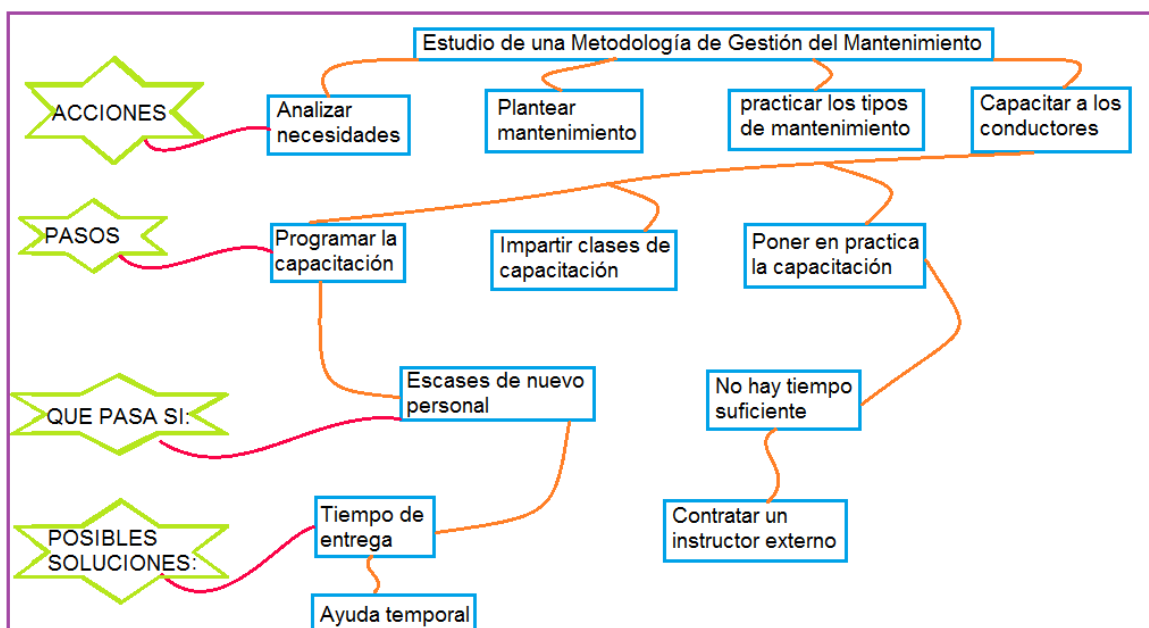 Estudio de una Metodología de Gestión del Mantenimiento
ACCIONES
Analizar
necesidades
Plantear
mantenimiento
practicar los tipos
de mantenimiento
Capacitar a los
conductores
PASOS
Programar la
capacitación
Impartir clases de
capacitación
Poner en practica
la capacitación
QUE PASA SI:
Escases de nuevo
personal
No hay tiempo
suficiente
POSIBLES
SOLUCIONES:
Tiempo de
entrega
Contratar un
instructor externo
Ayuda temporal